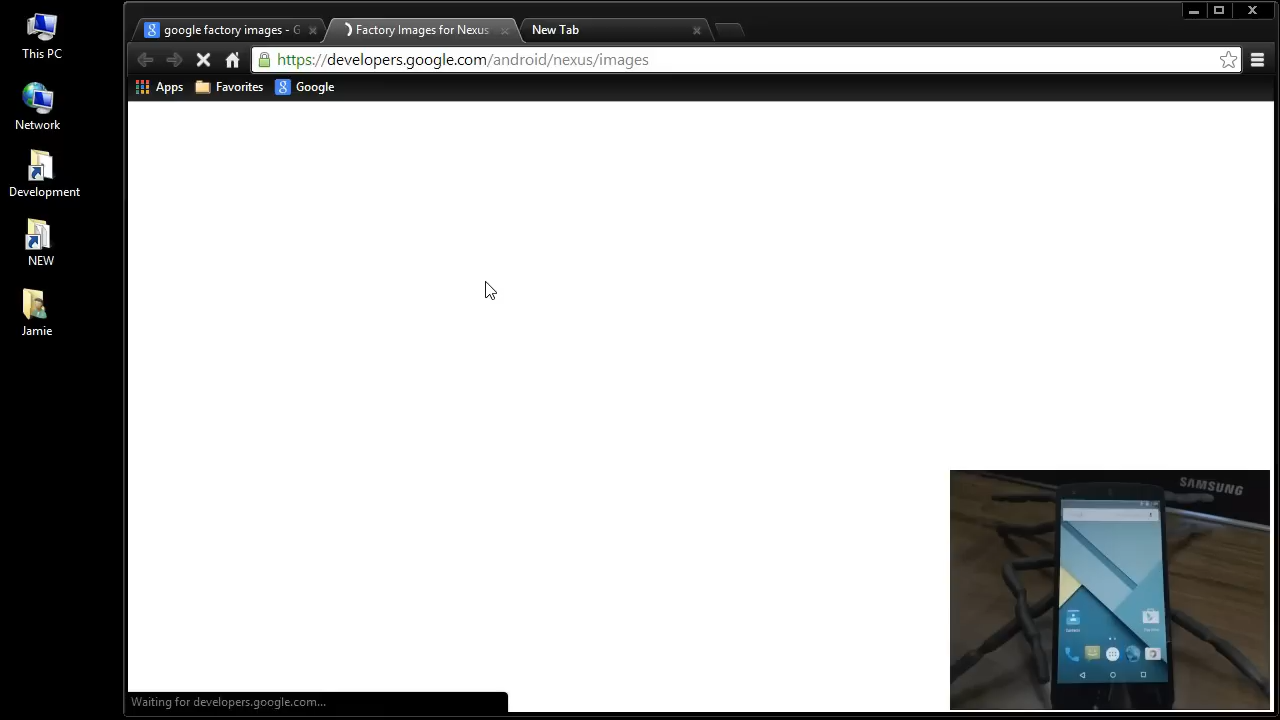 This PC
Network
Development
NEW
Jamie
google factory images - G
Factory Images for Nexus
New Tab
https://developers.google.com/android/nexus/images
Apps
Favorites
Google
Waiting for developers.google.com...
SAMSUNG